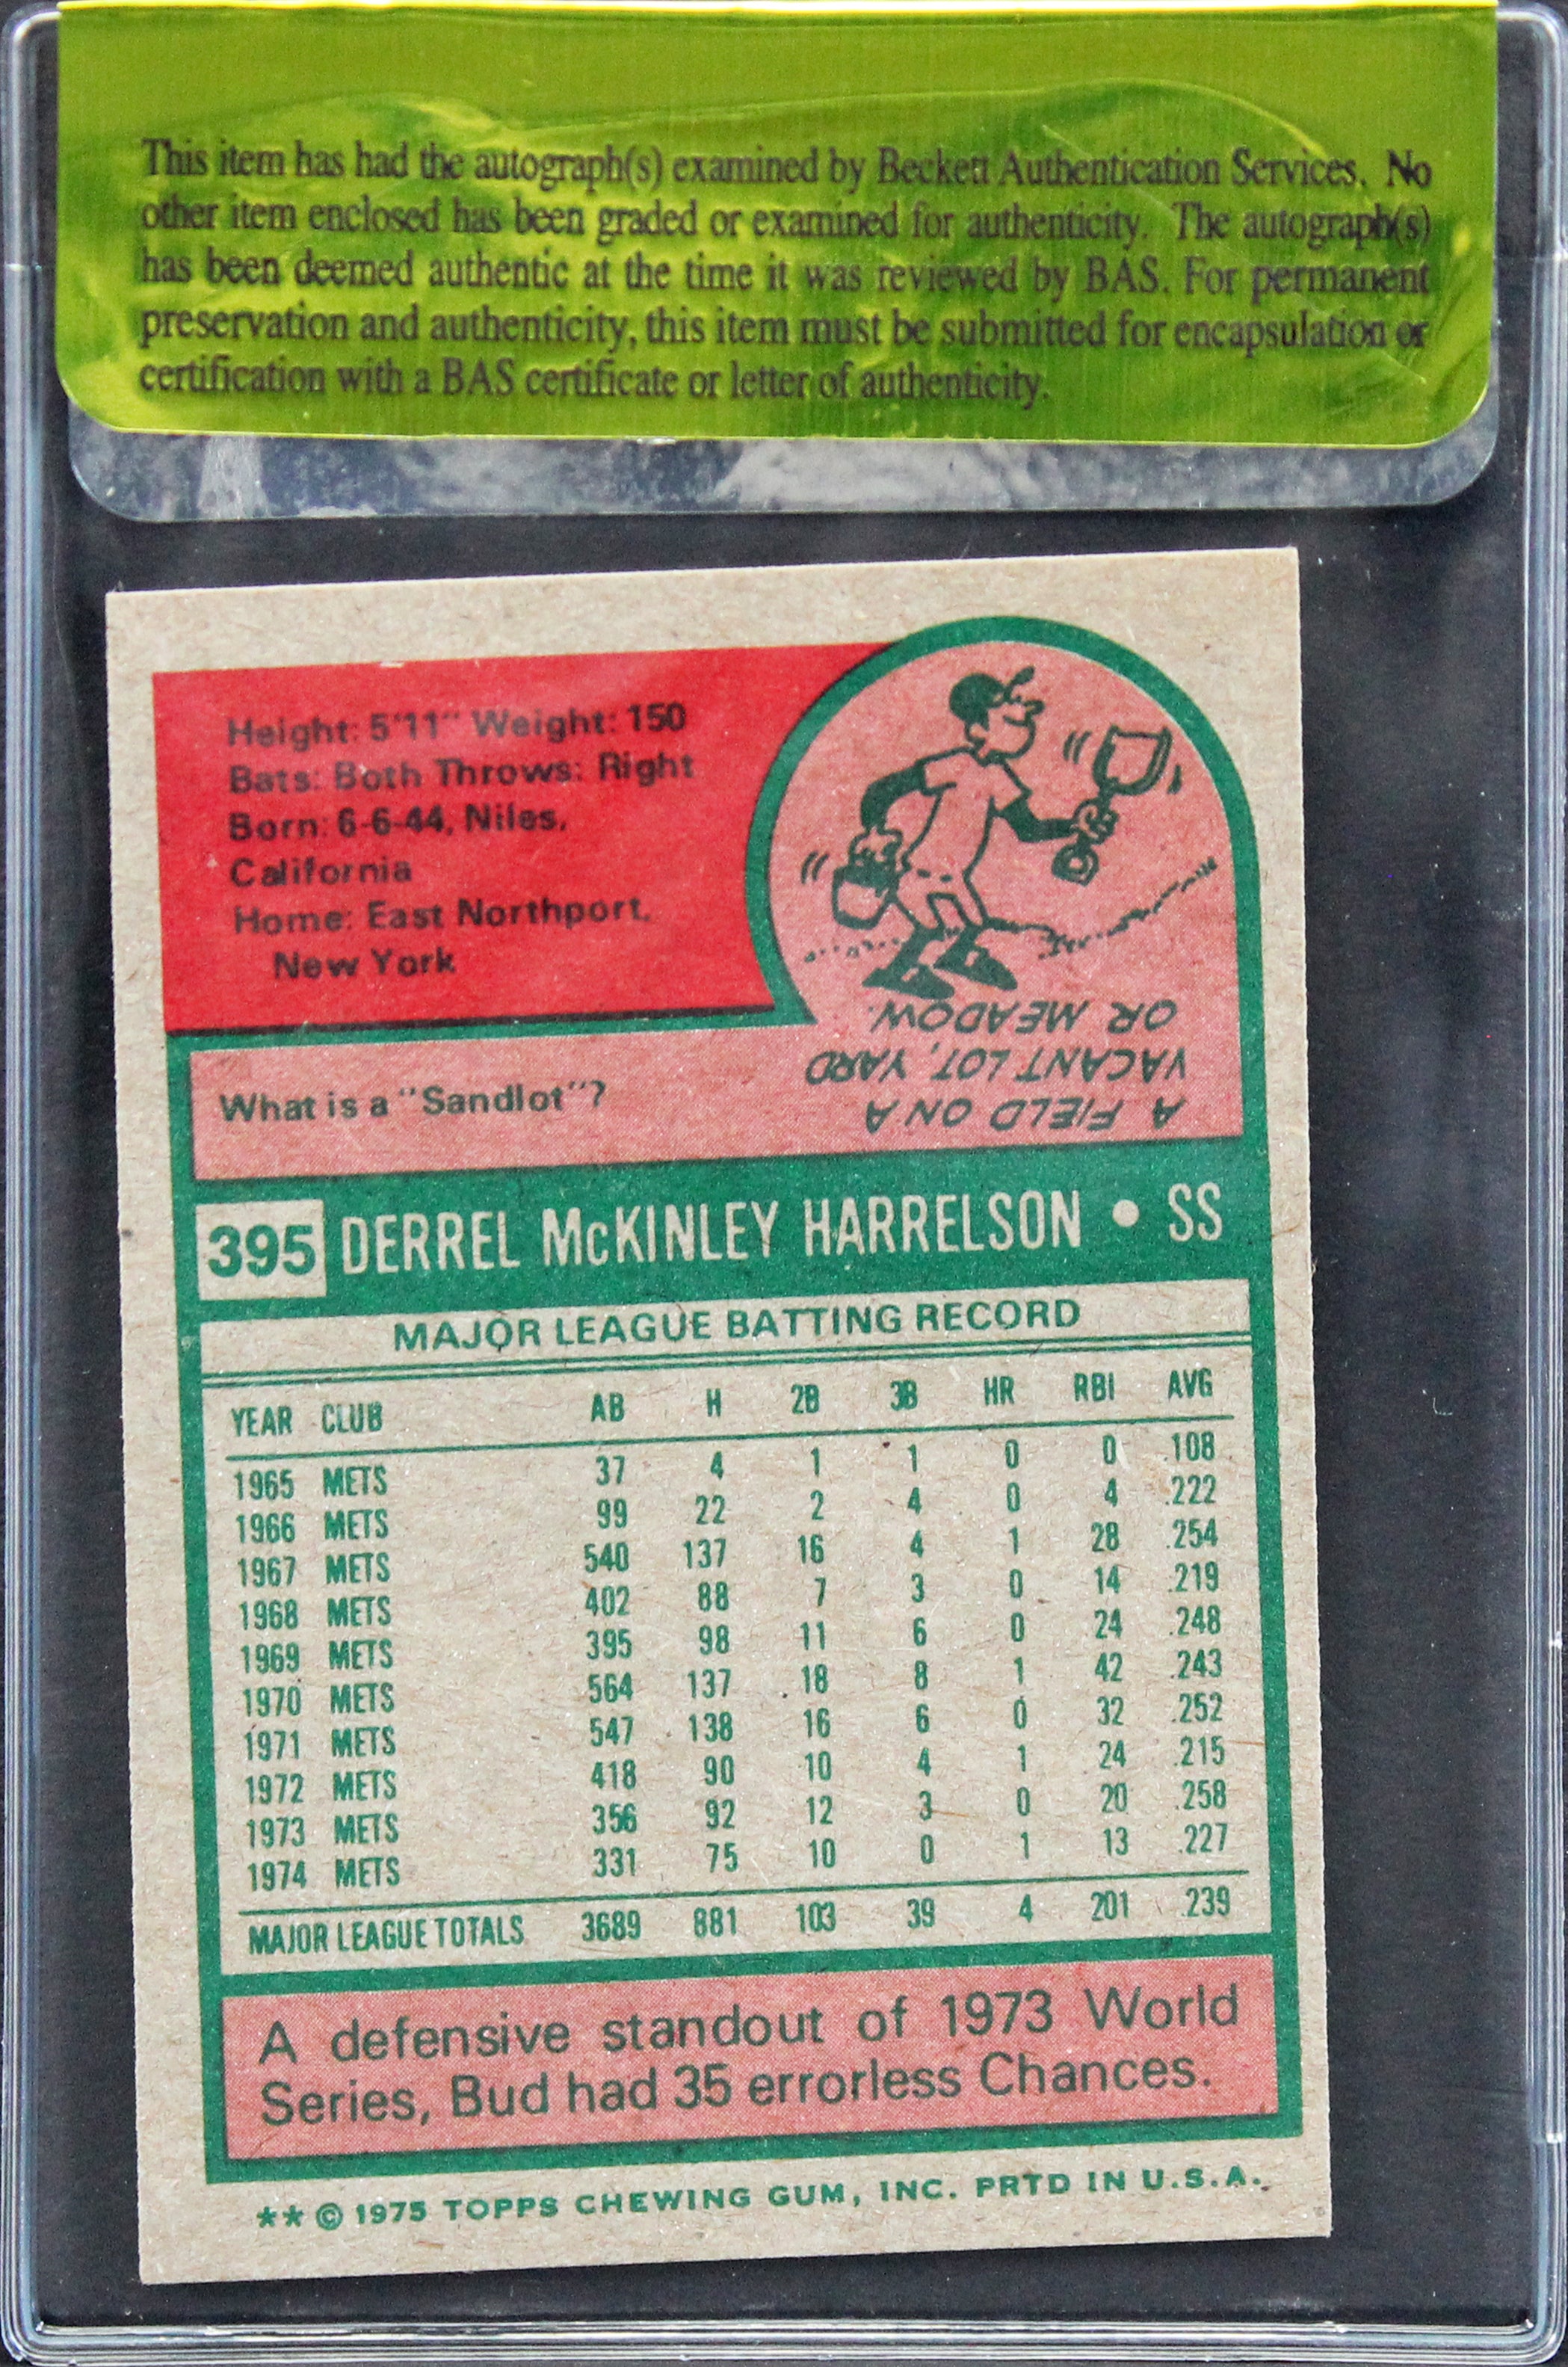 This item has had the autograph(s) examined by Beckett Authentication Services. No
other item enclosed has been graded or examined for authenticity. The autograph(s)
has been deemed authentic at the time it was reviewed by BAS. For permanent
preservation and authenticity, this item must be submitted for encapsulation or
certification with a BAS certificate or letter of authenticity.
Height: 5'11" Weight: 150
Bats: Both Throws: Right
Born: 6-6-44, Niles,
California
Home: East Northport,
New York
What is a "Sandlot"?
A FIELD ON A
VACANT LOT, YARD
OR MEADOW.
395 DERREL McKINLEY HARRELSON • SS
MAJOR LEAGUE BATTING RECORD
YEAR CLUB AB H 2B 3B HR RBI AVG
1965 METS 37 4 1 1 0 0 .108
1966 METS 99 22 2 4 0 4 .222
1967 METS 540 137 16 4 1 28 .254
1968 METS 402 88 7 3 0 14 .219
1969 METS 395 98 11 6 0 24 .248
1970 METS 564 137 18 8 1 42 .243
1971 METS 547 138 16 6 0 32 .252
1972 METS 418 90 10 4 1 24 .215
1973 METS 356 92 12 3 0 20 .258
1974 METS 331 75 10 0 1 13 .227
MAJOR LEAGUE TOTALS 3689 881 103 39 4 201 .239
A defensive standout of 1973 World
Series, Bud had 35 errorless Chances.
** © 1975 TOPPS CHEWING GUM, INC. PRTD IN U.S.A.